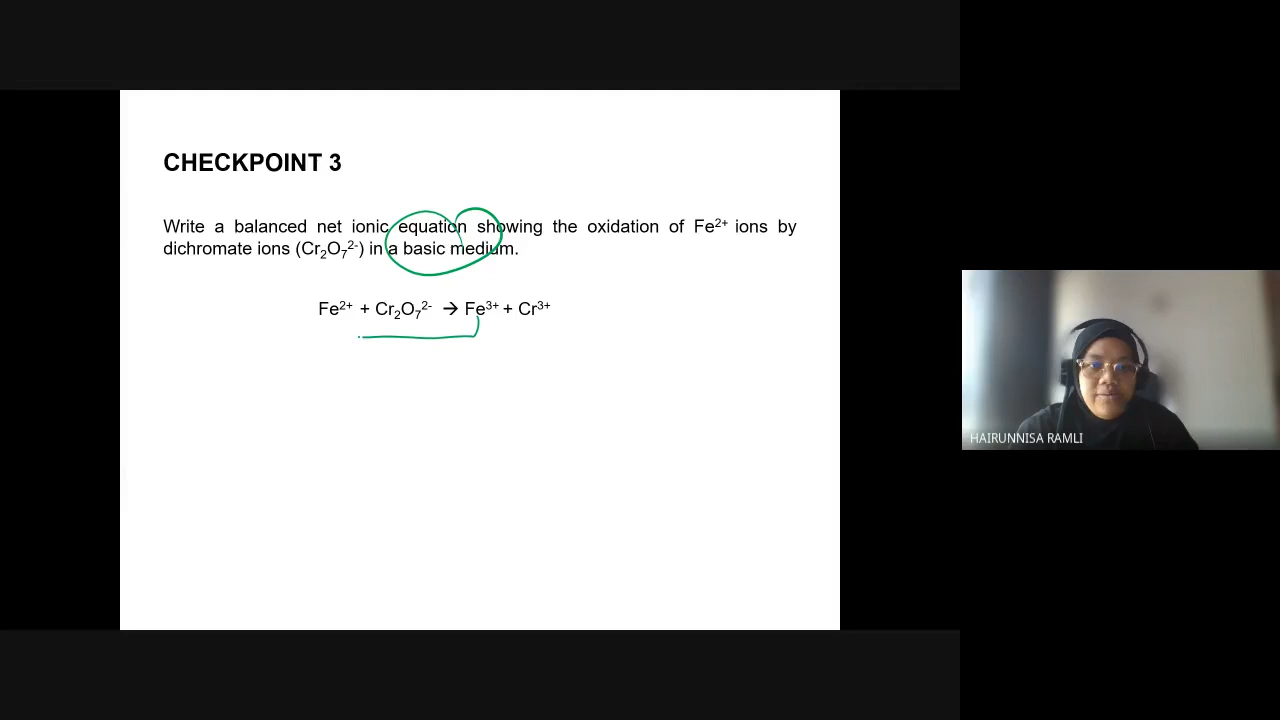 CHECKPOINT 3
Write a balanced net ionic equation showing the oxidation of Fe²⁺ ions by
dichromate ions (Cr₂O₇²⁻) in a basic medium.
Fe²⁺ + Cr₂O₇²⁻ → Fe³⁺ + Cr³⁺
HAIRUNNISA RAMLI